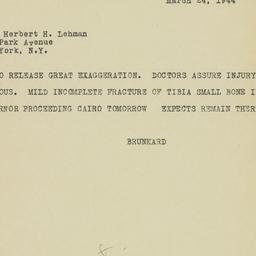 March 24, 1944
Herbert H. Lehman
Park Avenue
York, N.Y.
O RELEASE GREAT EXAGGERATION. DOCTORS ASSURE INJURY
OUS. MILD INCOMPLETE FRACTURE OF TIBIA SMALL BONE I
RNOR PROCEEDING CAIRO TOMORROW EXPECTS REMAIN THER
BRUNKARD